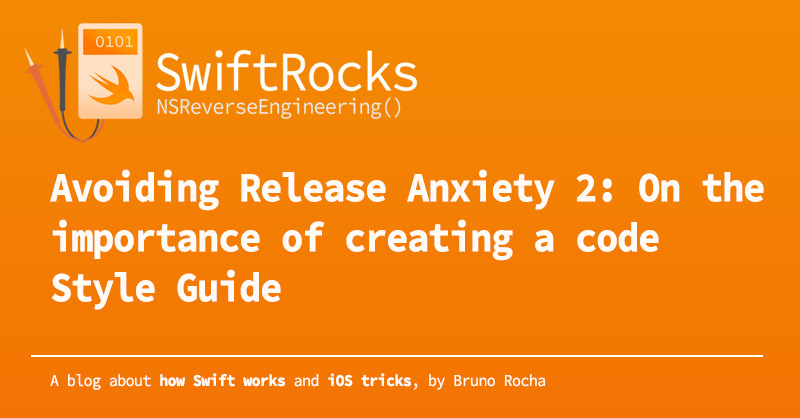 0101
SwiftRocks
NSReverseEngineering()
Avoiding Release Anxiety 2: On the
importance of creating a code
Style Guide
A blog about how Swift works and iOS tricks, by Bruno Rocha